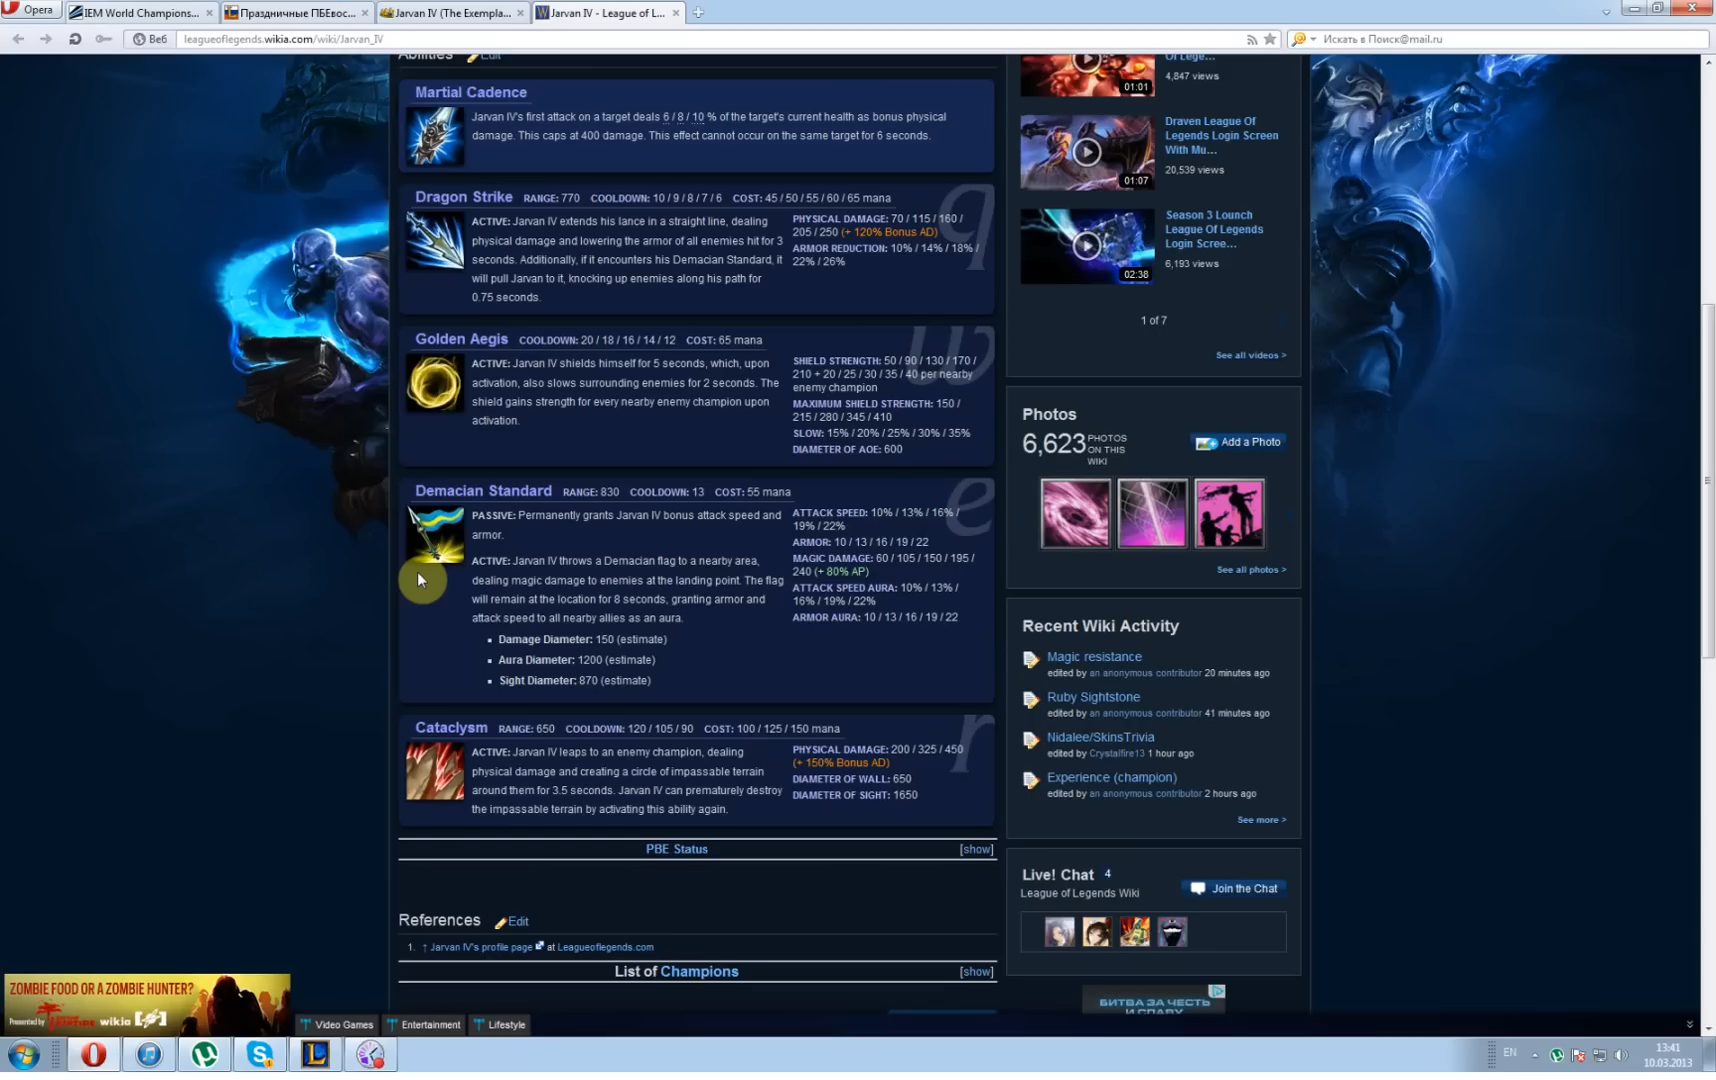 Opera
IEM World Champions...
Праздничные ПБЕвос...
Jarvan IV (The Exempla...
Jarvan IV - League of L...
Веб
leagueoflegends.wikia.com/wiki/Jarvan_IV
Искать в Поиск@mail.ru
Abilities
Edit
Martial Cadence
Jarvan IV's first attack on a target deals 6 / 8 / 10 % of the target's current health as bonus physical
damage. This caps at 400 damage. This effect cannot occur on the same target for 6 seconds.
Dragon Strike RANGE: 770 COOLDOWN: 10 / 9 / 8 / 7 / 6 COST: 45 / 50 / 55 / 60 / 65 mana
q
ACTIVE: Jarvan IV extends his lance in a straight line, dealing
physical damage and lowering the armor of all enemies hit for 3
seconds. Additionally, if it encounters his Demacian Standard, it
will pull Jarvan to it, knocking up enemies along his path for
0.75 seconds.
PHYSICAL DAMAGE: 70 / 115 / 160 /
205 / 250 (+ 120% Bonus AD)
ARMOR REDUCTION: 10% / 14% / 18% /
22% / 26%
Golden Aegis COOLDOWN: 20 / 18 / 16 / 14 / 12 COST: 65 mana
w
ACTIVE: Jarvan IV shields himself for 5 seconds, which, upon
activation, also slows surrounding enemies for 2 seconds. The
shield gains strength for every nearby enemy champion upon
activation.
SHIELD STRENGTH: 50 / 90 / 130 / 170 /
210 + 20 / 25 / 30 / 35 / 40 per nearby
enemy champion
MAXIMUM SHIELD STRENGTH: 150 /
215 / 280 / 345 / 410
SLOW: 15% / 20% / 25% / 30% / 35%
DIAMETER OF AOE: 600
Demacian Standard RANGE: 830 COOLDOWN: 13 COST: 55 mana
e
PASSIVE: Permanently grants Jarvan IV bonus attack speed and
armor.
ACTIVE: Jarvan IV throws a Demacian flag to a nearby area,
dealing magic damage to enemies at the landing point. The flag
will remain at the location for 8 seconds, granting armor and
attack speed to all nearby allies as an aura.
Damage Diameter: 150 (estimate)
Aura Diameter: 1200 (estimate)
Sight Diameter: 870 (estimate)
ATTACK SPEED: 10% / 13% / 16% /
19% / 22%
ARMOR: 10 / 13 / 16 / 19 / 22
MAGIC DAMAGE: 60 / 105 / 150 / 195 /
240 (+ 80% AP)
ATTACK SPEED AURA: 10% / 13% /
16% / 19% / 22%
ARMOR AURA: 10 / 13 / 16 / 19 / 22
Cataclysm RANGE: 650 COOLDOWN: 120 / 105 / 90 COST: 100 / 125 / 150 mana
r
ACTIVE: Jarvan IV leaps to an enemy champion, dealing
physical damage and creating a circle of impassable terrain
around them for 3.5 seconds. Jarvan IV can prematurely destroy
the impassable terrain by activating this ability again.
PHYSICAL DAMAGE: 200 / 325 / 450
(+ 150% Bonus AD)
DIAMETER OF WALL: 650
DIAMETER OF SIGHT: 1650
PBE Status
[show]
References
Edit
1. ↑ Jarvan IV's profile page at Leagueoflegends.com
List of Champions
[show]
Of Lege...
4,847 views
01:01
Draven League Of
Legends Login Screen
With Mu...
20,539 views
01:07
Season 3 Lounch
League Of Legends
Login Scree...
6,193 views
02:38
1 of 7
See all videos >
Photos
6,623 PHOTOS
ON THIS
WIKI
Add a Photo
See all photos >
Recent Wiki Activity
Magic resistance
edited by an anonymous contributor 20 minutes ago
Ruby Sightstone
edited by an anonymous contributor 41 minutes ago
Nidalee/SkinsTrivia
edited by Crystalfire13 1 hour ago
Experience (champion)
edited by an anonymous contributor 2 hours ago
See more >
Live! Chat 4
League of Legends Wiki
Join the Chat
БИТВА ЗА ЧЕСТЬ
И СЛАВУ
ZOMBIE FOOD OR A ZOMBIE HUNTER?
Presented by
wikia
Video Games
Entertainment
Lifestyle
EN
13:41
10.03.2013